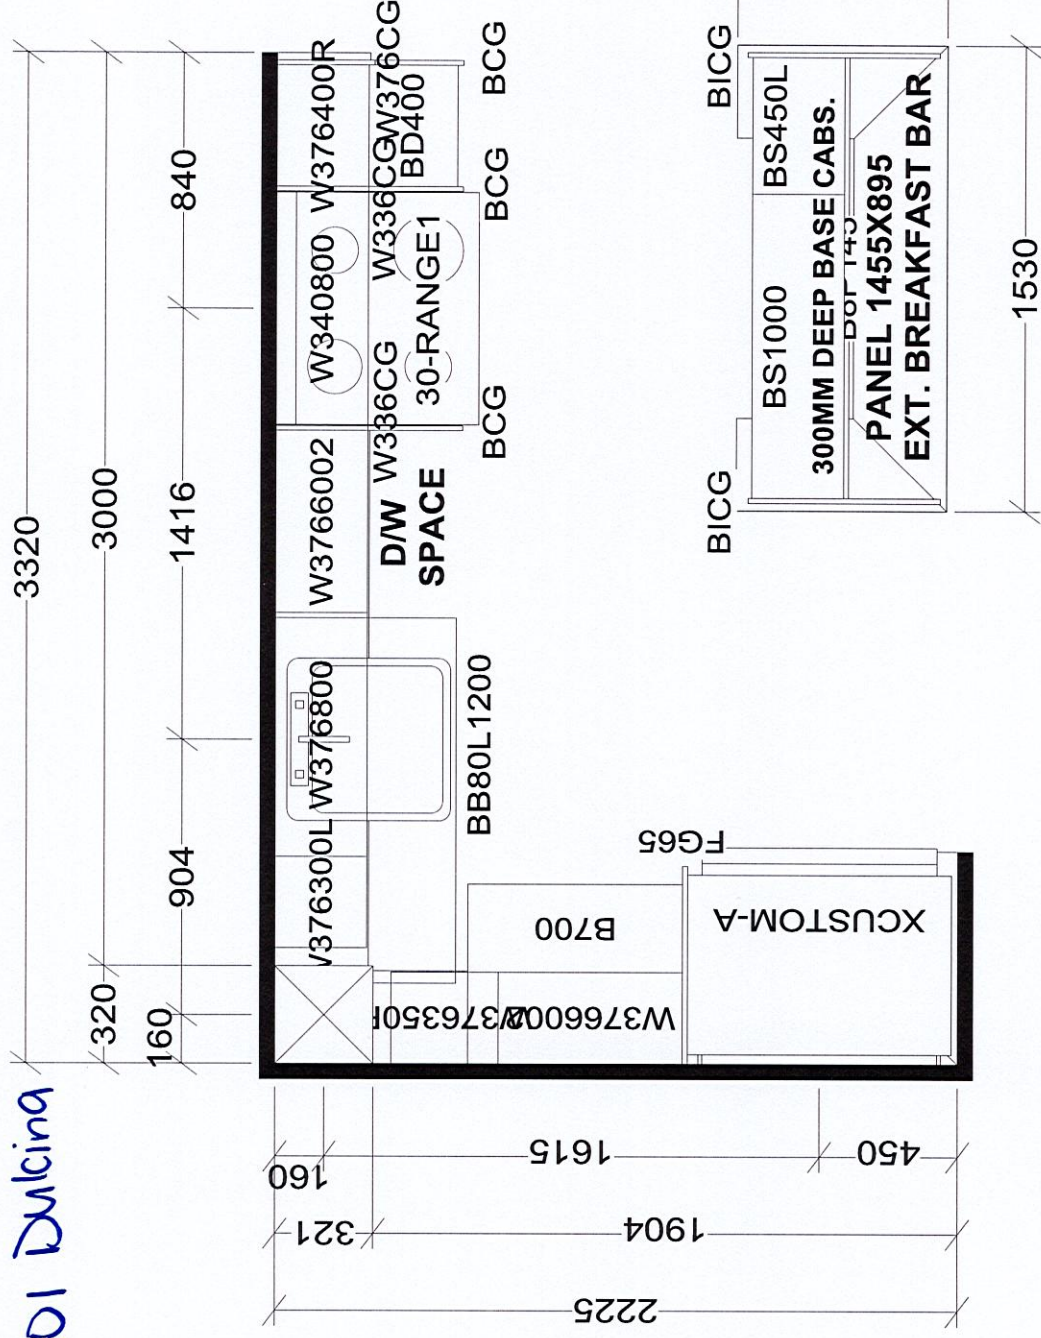 01 Dulcina
3320
3000
320
160
904
1416
840
W376300L
W376800
W3766002
W340800
W376400R
D/W
SPACE
W336CG
W336CG
W376CG
30-RANGE1
BD400
BCG
BCG
BCG
BB80L1200
W3766002
B700
XCUSTOM-A
FG65
160
1615
450
321
1904
2225
BICG
BICG
BS1000
BS450L
300MM DEEP BASE CABS.
PANEL 1455X895
EXT. BREAKFAST BAR
1530